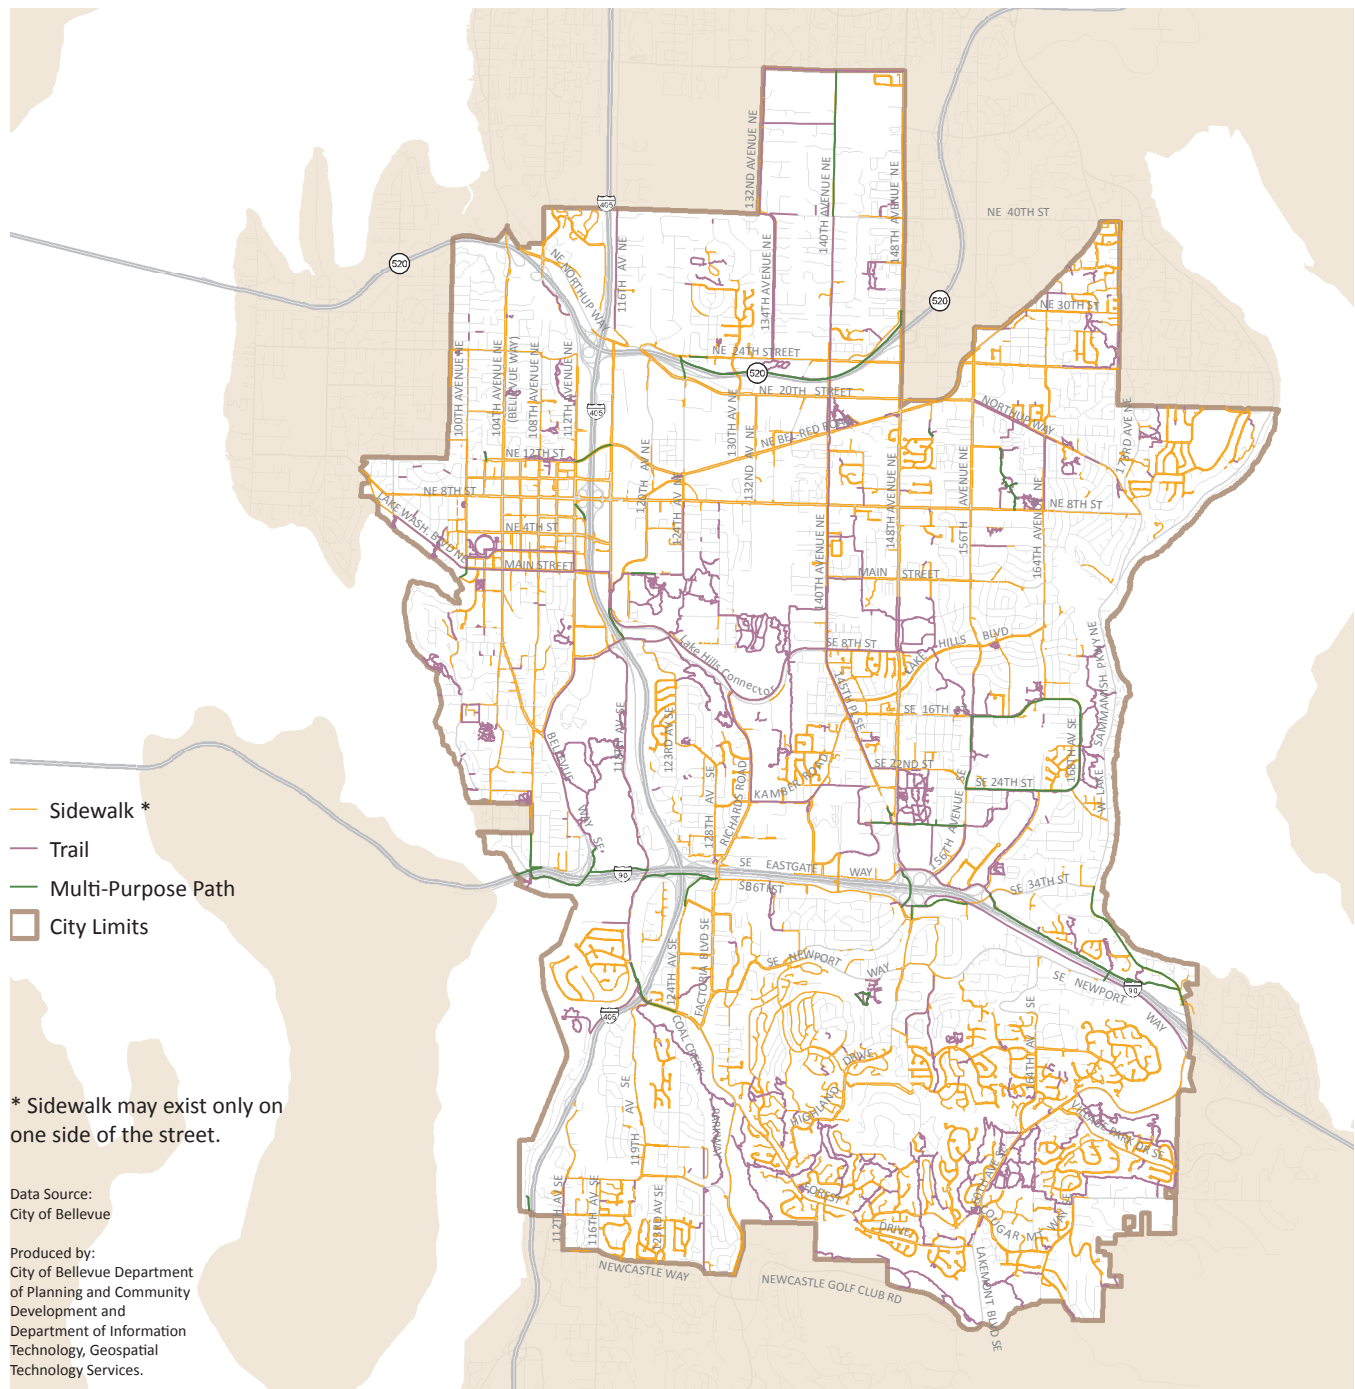 132ND AVENUE NE
140TH AVENUE NE
148TH AVENUE NE
NE 40TH ST
405
520
NE NORTHUP WAY
116TH AV NE
134TH AVENUE NE
520
NE 30TH ST
100TH AVENUE NE
104TH AVENUE NE
(BELLEVUE WAY)
108TH AVENUE NE
112TH AVENUE NE
NE 24TH STREET
520
NE 20TH STREET
405
NORTHUP WAY
130TH AV NE
132ND AV NE
NE BEL-RED ROAD
173RD AVE NE
NE 12TH ST
120TH AV NE
124TH AV NE
148TH AVENUE NE
156TH AVENUE NE
164TH AVENUE NE
NE 8TH ST
NE 8TH ST
LAKE WASH. BLVD NE
NE 4TH ST
MAIN STREET
140TH AVENUE NE
MAIN STREET
Lake Hills Connector
SE 8TH ST
LAKE HILLS BLVD
W LAKE SAMMAMISH PKWY NE
145TH PL SE
SE 16TH
118TH AV SE
123RD AV SE
168TH AV SE
BELLEVUE WAY SE
SE 22ND ST
SE 24TH ST
128TH AV SE
RICHARDS ROAD
KAMBER ROAD
156TH AVENUE SE
Sidewalk *
Trail
Multi-Purpose Path
City Limits
90
SE EASTGATE WAY
SE 34TH ST
124TH AV SE
FACTORIA BLVD SE
SE NEWPORT WAY
SE NEWPORT WAY
90
405
COAL CREEK PARKWAY
HIGHLAND DRIVE
164TH AV SE
VILLAGE PARK DR SE
119TH AV SE
* Sidewalk may exist only on
one side of the street.
FOREST DRIVE
COUGAR MT. WAY SE
112TH AV SE
116TH AV SE
123RD AV SE
LAKEMONT BLVD SE
NEWCASTLE WAY
NEWCASTLE GOLF CLUB RD
Data Source:
City of Bellevue
Produced by:
City of Bellevue Department
of Planning and Community
Development and
Department of Information
Technology, Geospatial
Technology Services.